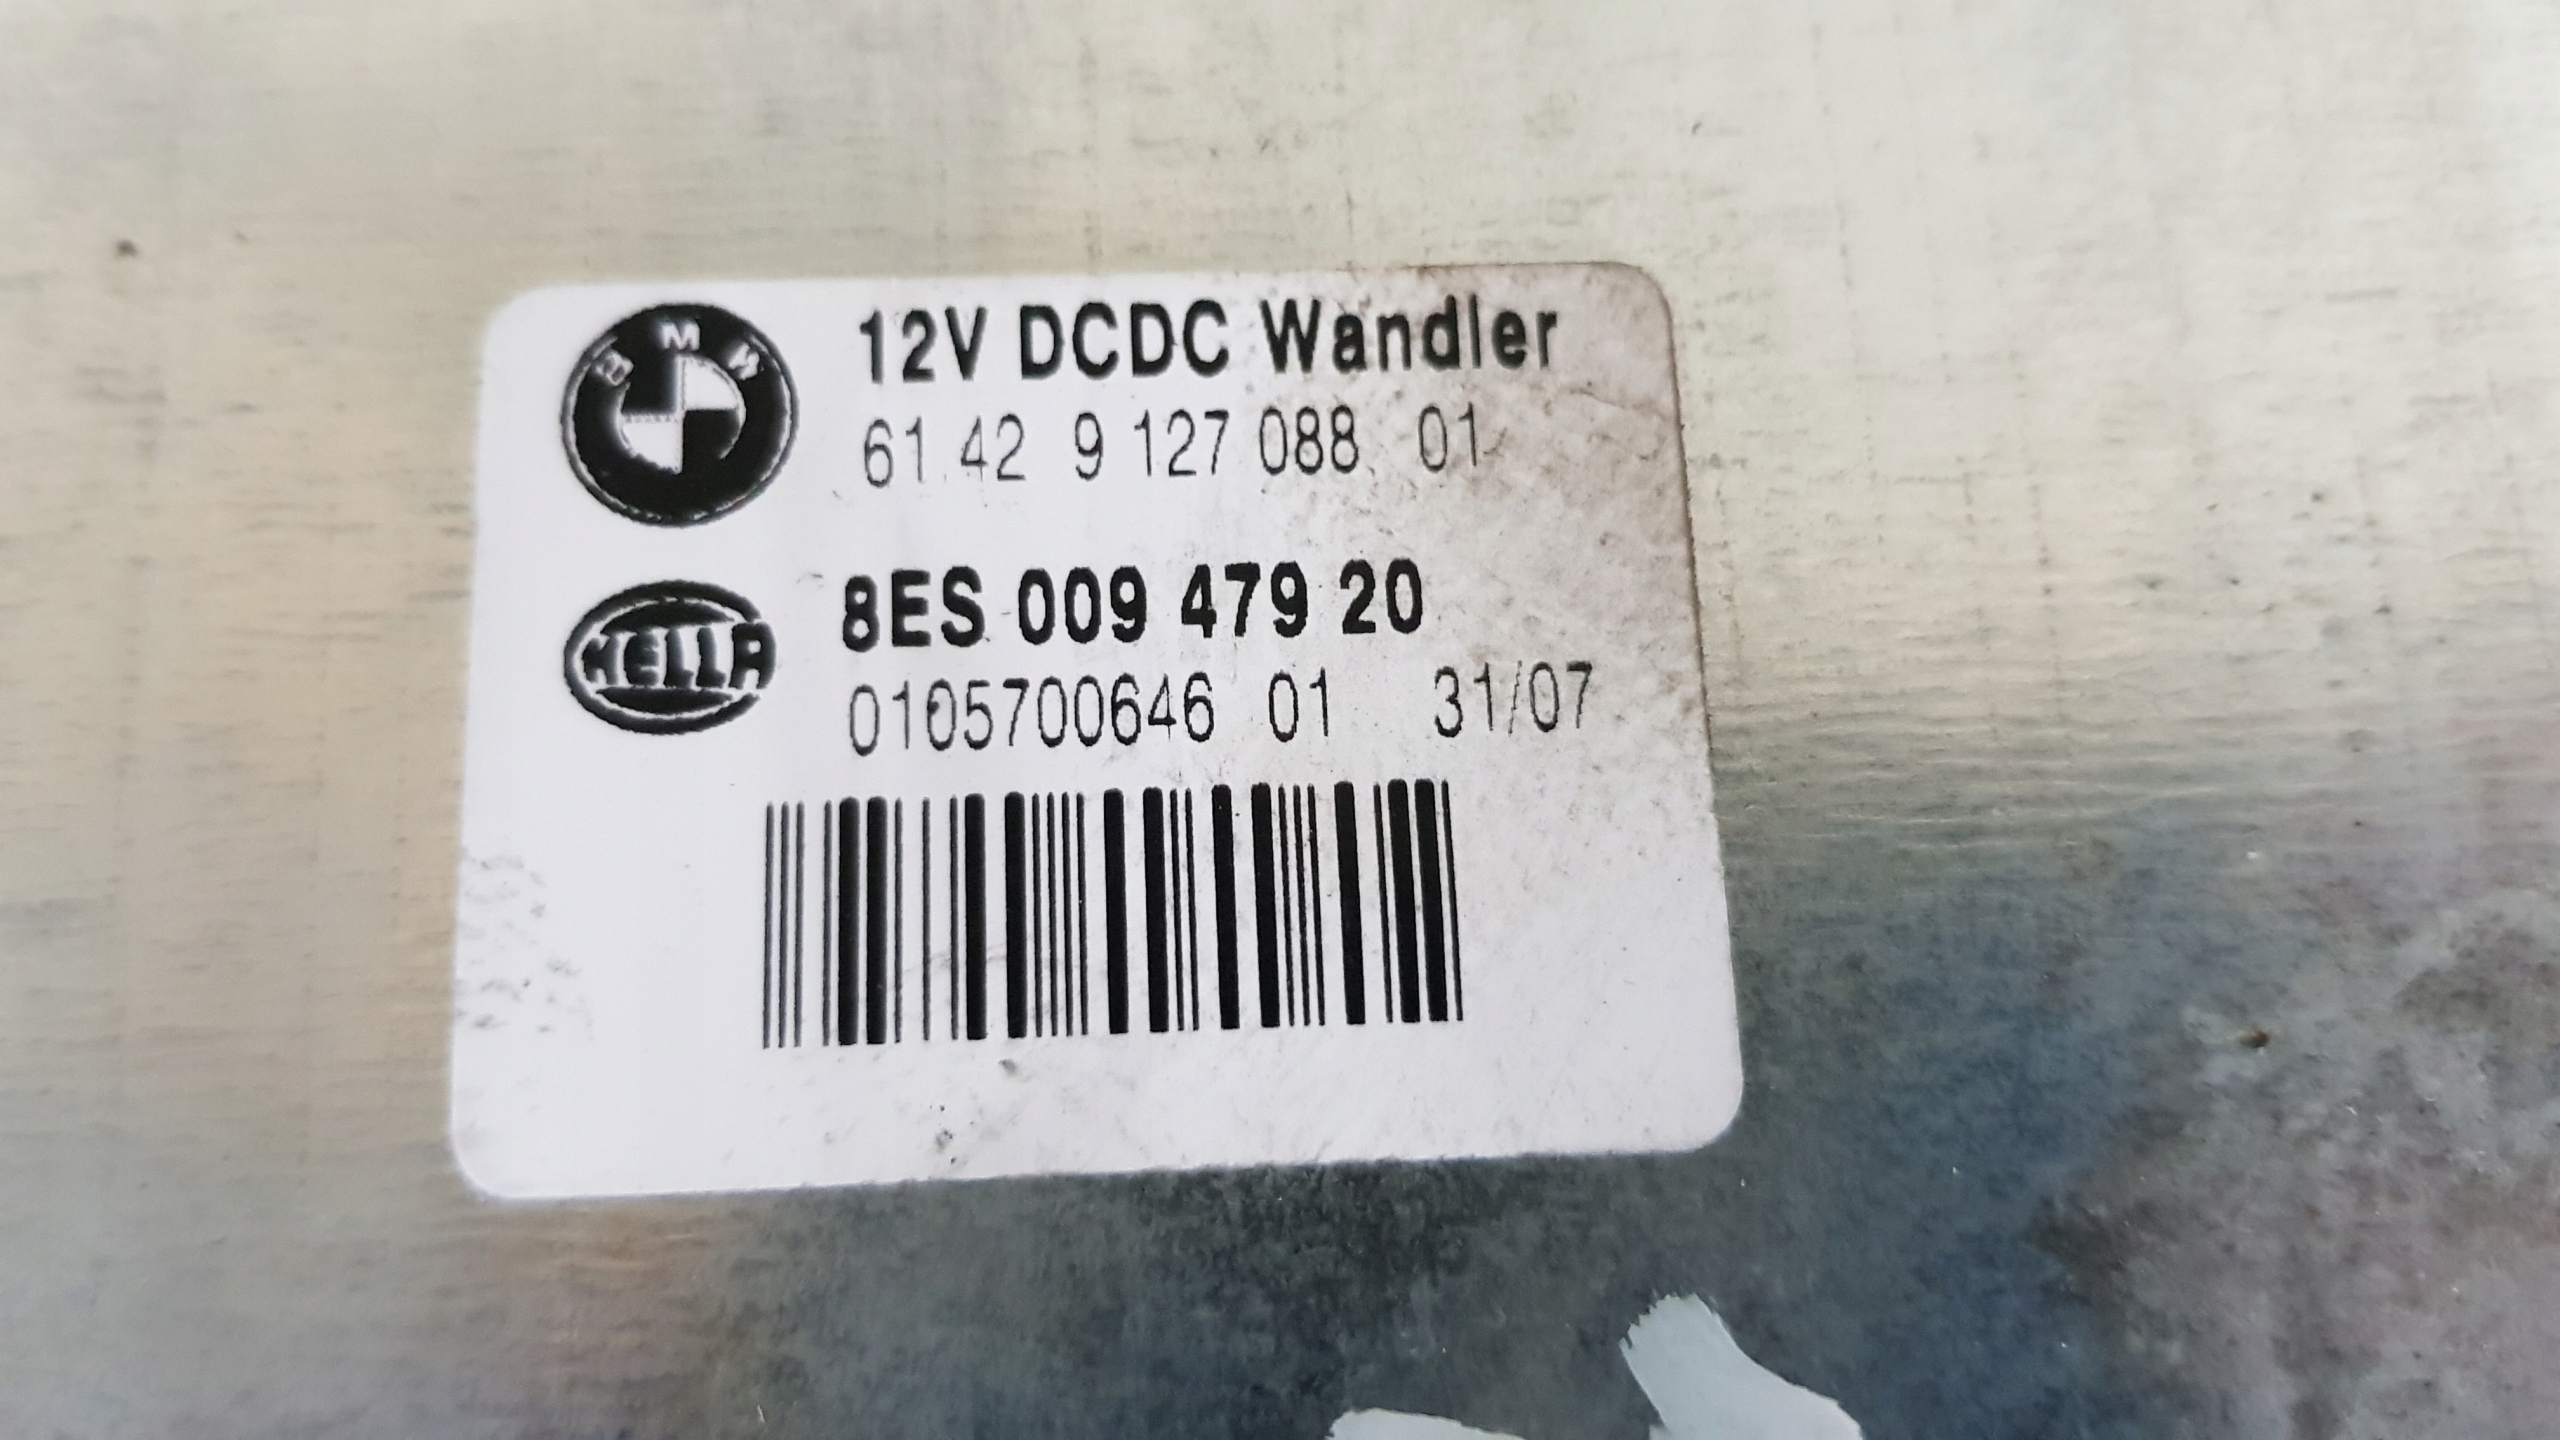 BMW
12V DCDC Wandler
61.42 9 127 088. 01
8ES 009 479 20
HELLA
0105700646 01 31/07